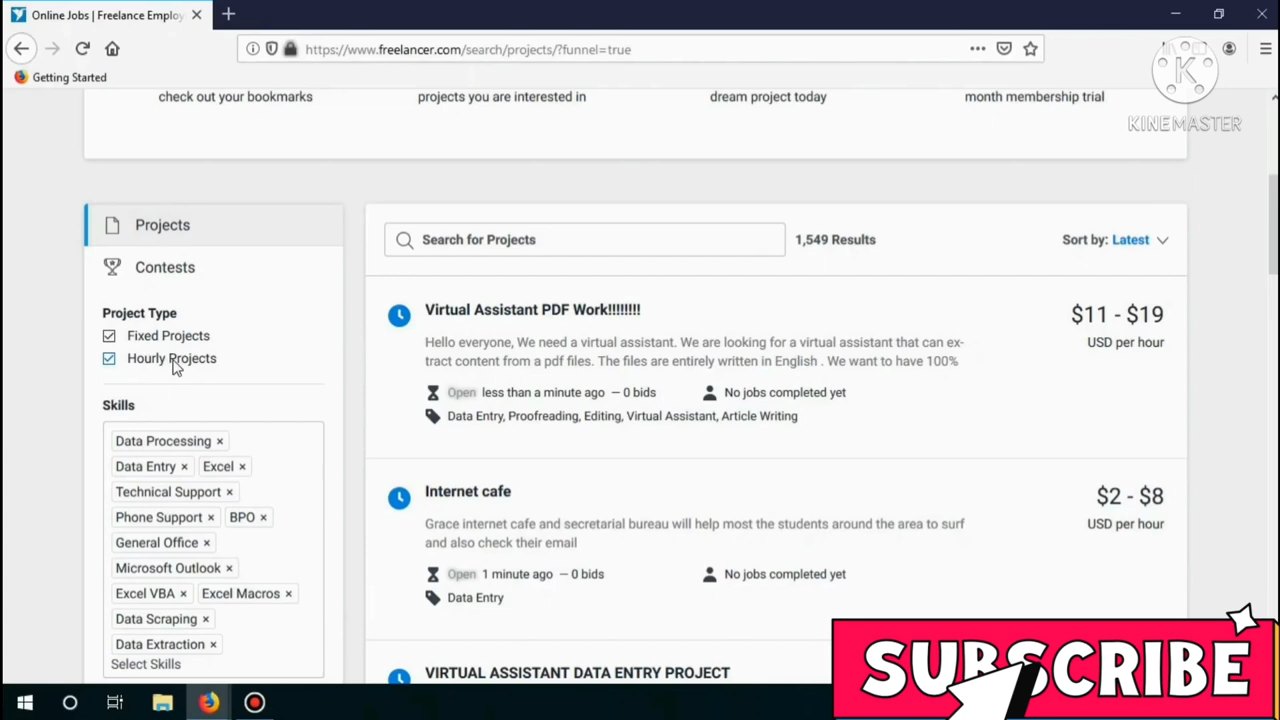 Online Jobs | Freelance Employ
https://www.freelancer.com/search/projects/?funnel=true
Getting Started
K
KINEMASTER
check out your bookmarks
projects you are interested in
dream project today
month membership trial
Projects
Contests
Project Type
Fixed Projects
Hourly Projects
Skills
Data Processing ×
Data Entry × Excel ×
Technical Support ×
Phone Support × BPO ×
General Office ×
Microsoft Outlook ×
Excel VBA × Excel Macros ×
Data Scraping ×
Data Extraction ×
Select Skills
Search for Projects
1,549 Results
Sort by: Latest
Virtual Assistant PDF Work!!!!!!!!
$11 - $19
USD per hour
Hello everyone, We need a virtual assistant. We are looking for a virtual assistant that can ex-
tract content from a pdf files. The files are entirely written in English . We want to have 100%
Open less than a minute ago – 0 bids
No jobs completed yet
Data Entry, Proofreading, Editing, Virtual Assistant, Article Writing
Internet cafe
$2 - $8
USD per hour
Grace internet cafe and secretarial bureau will help most the students around the area to surf
and also check their email
Open 1 minute ago – 0 bids
No jobs completed yet
Data Entry
VIRTUAL ASSISTANT DATA ENTRY PROJECT
SUBSCRIBE